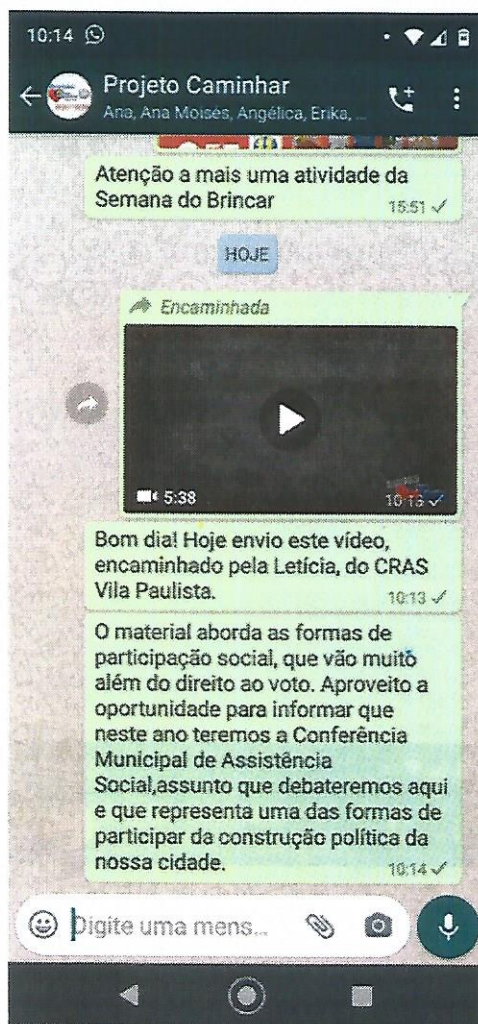 10:14
Projeto Caminhar
Ana, Ana Moisés, Angélica, Erika, ...
Atenção a mais uma atividade da
Semana do Brincar
15:51
HOJE
Encaminhada
5:38
10:13
Bom dia! Hoje envio este vídeo,
encaminhado pela Letícia, do CRAS
Vila Paulista.
10:13
O material aborda as formas de
participação social, que vão muito
além do direito ao voto. Aproveito a
oportunidade para informar que
neste ano teremos a Conferência
Municipal de Assistência
Social,assunto que debateremos aqui
e que representa uma das formas de
participar da construção política da
nossa cidade.
10:14
Digite uma mens...